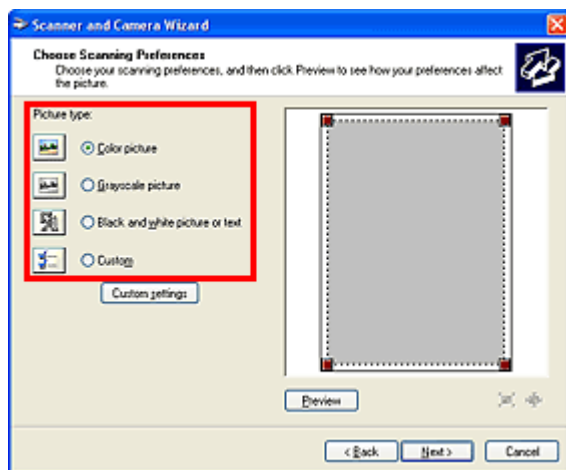 Scanner and Camera Wizard
Choose Scanning Preferences
Choose your scanning preferences, and then click Preview to see how your preferences affect
the picture.
Picture type:
Color picture
Grayscale picture
Black and white picture or text
Custom
Custom settings
Preview
< Back
Next >
Cancel